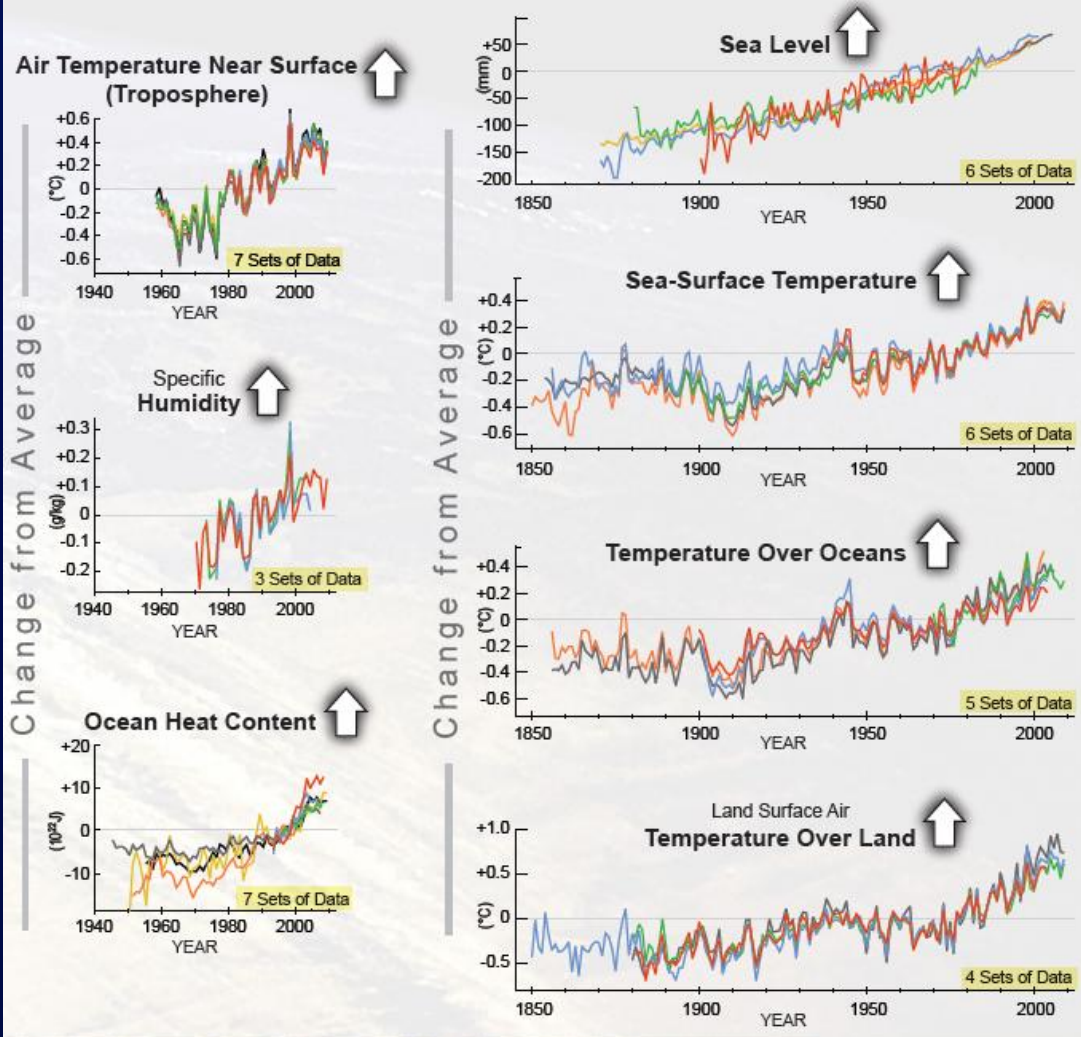 Change from Average
Air Temperature Near Surface
(Troposphere)
+0.6
+0.4
+0.2
0
-0.2
-0.4
-0.6
(°C)
7 Sets of Data
1940 1960 1980 2000
YEAR
Specific
Humidity
+0.3
+0.2
+0.1
0
-0.1
-0.2
(g/kg)
3 Sets of Data
1940 1960 1980 2000
YEAR
Ocean Heat Content
+20
+10
0
-10
(10²²J)
7 Sets of Data
1940 1960 1980 2000
YEAR
Change from Average
Sea Level
+50
0
-50
-100
-150
-200
(mm)
6 Sets of Data
1850 1900 1950 2000
YEAR
Sea-Surface Temperature
+0.4
+0.2
0
-0.2
-0.4
-0.6
(°C)
6 Sets of Data
1850 1900 1950 2000
YEAR
Temperature Over Oceans
+0.4
+0.2
0
-0.2
-0.4
-0.6
(°C)
5 Sets of Data
1850 1900 1950 2000
YEAR
Land Surface Air
Temperature Over Land
+1.0
+0.5
0
-0.5
(°C)
4 Sets of Data
1850 1900 1950 2000
YEAR